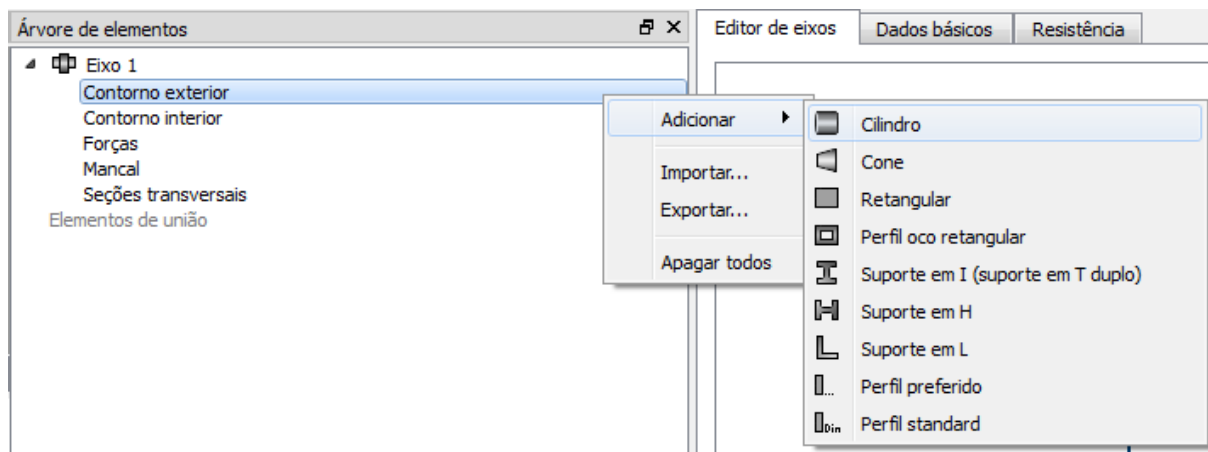 Árvore de elementos
Editor de eixos
Dados básicos
Resistência
Eixo 1
Contorno exterior
Contorno interior
Forças
Mancal
Seções transversais
Elementos de união
Adicionar
Importar...
Exportar...
Apagar todos
Cilindro
Cone
Retangular
Perfil oco retangular
Suporte em I (suporte em T duplo)
Suporte em H
Suporte em L
Perfil preferido
Din
Perfil standard